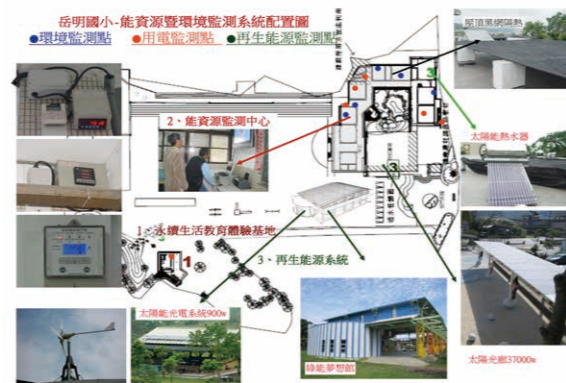 岳明國小-能資源暨環境監測系統配置圖
●環境監測點 ●用電監測點 ●再生能源監測點
屋頂黑網隔熱
3
2、能資源監測中心
太陽能熱水器
3
1、永續生活教育體驗基地
3
1
3、再生能源系統
太陽能光電系統900w
綠能夢想館
太陽光廊37000w